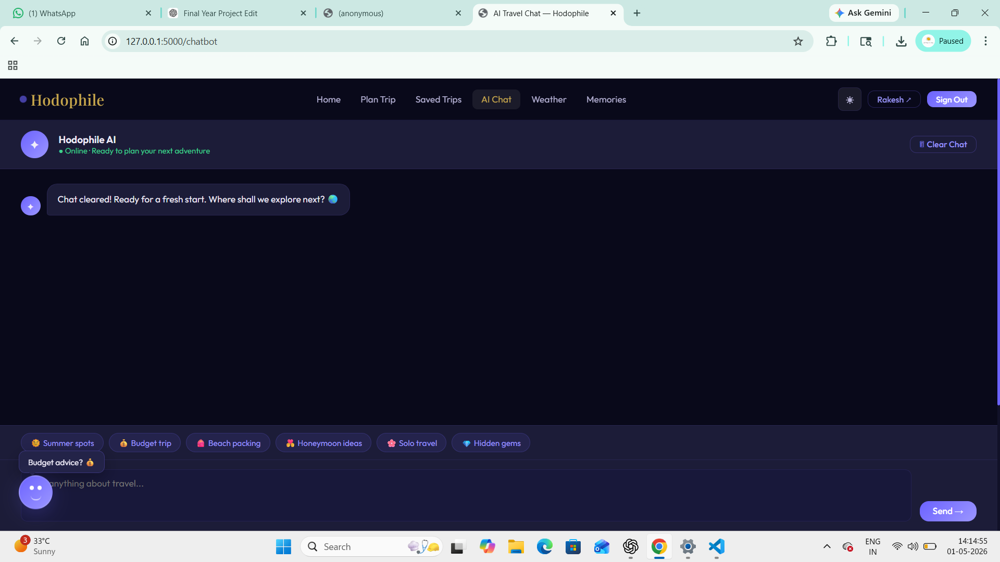 (1) WhatsApp
Final Year Project Edit
(anonymous)
AI Travel Chat — Hodophile
Ask Gemini
127.0.0.1:5000/chatbot
Paused
Hodophile
Home
Plan Trip
Saved Trips
AI Chat
Weather
Memories
Rakesh ↗
Sign Out
Hodophile AI
● Online · Ready to plan your next adventure
Clear Chat
Chat cleared! Ready for a fresh start. Where shall we explore next? 🌏
🌞 Summer spots
💰 Budget trip
🎒 Beach packing
💑 Honeymoon ideas
🌸 Solo travel
💎 Hidden gems
Budget advice? 💰
anything about travel...
Send →
3
33°C
Sunny
Search
ENG
IN
14:14:55
01-05-2026